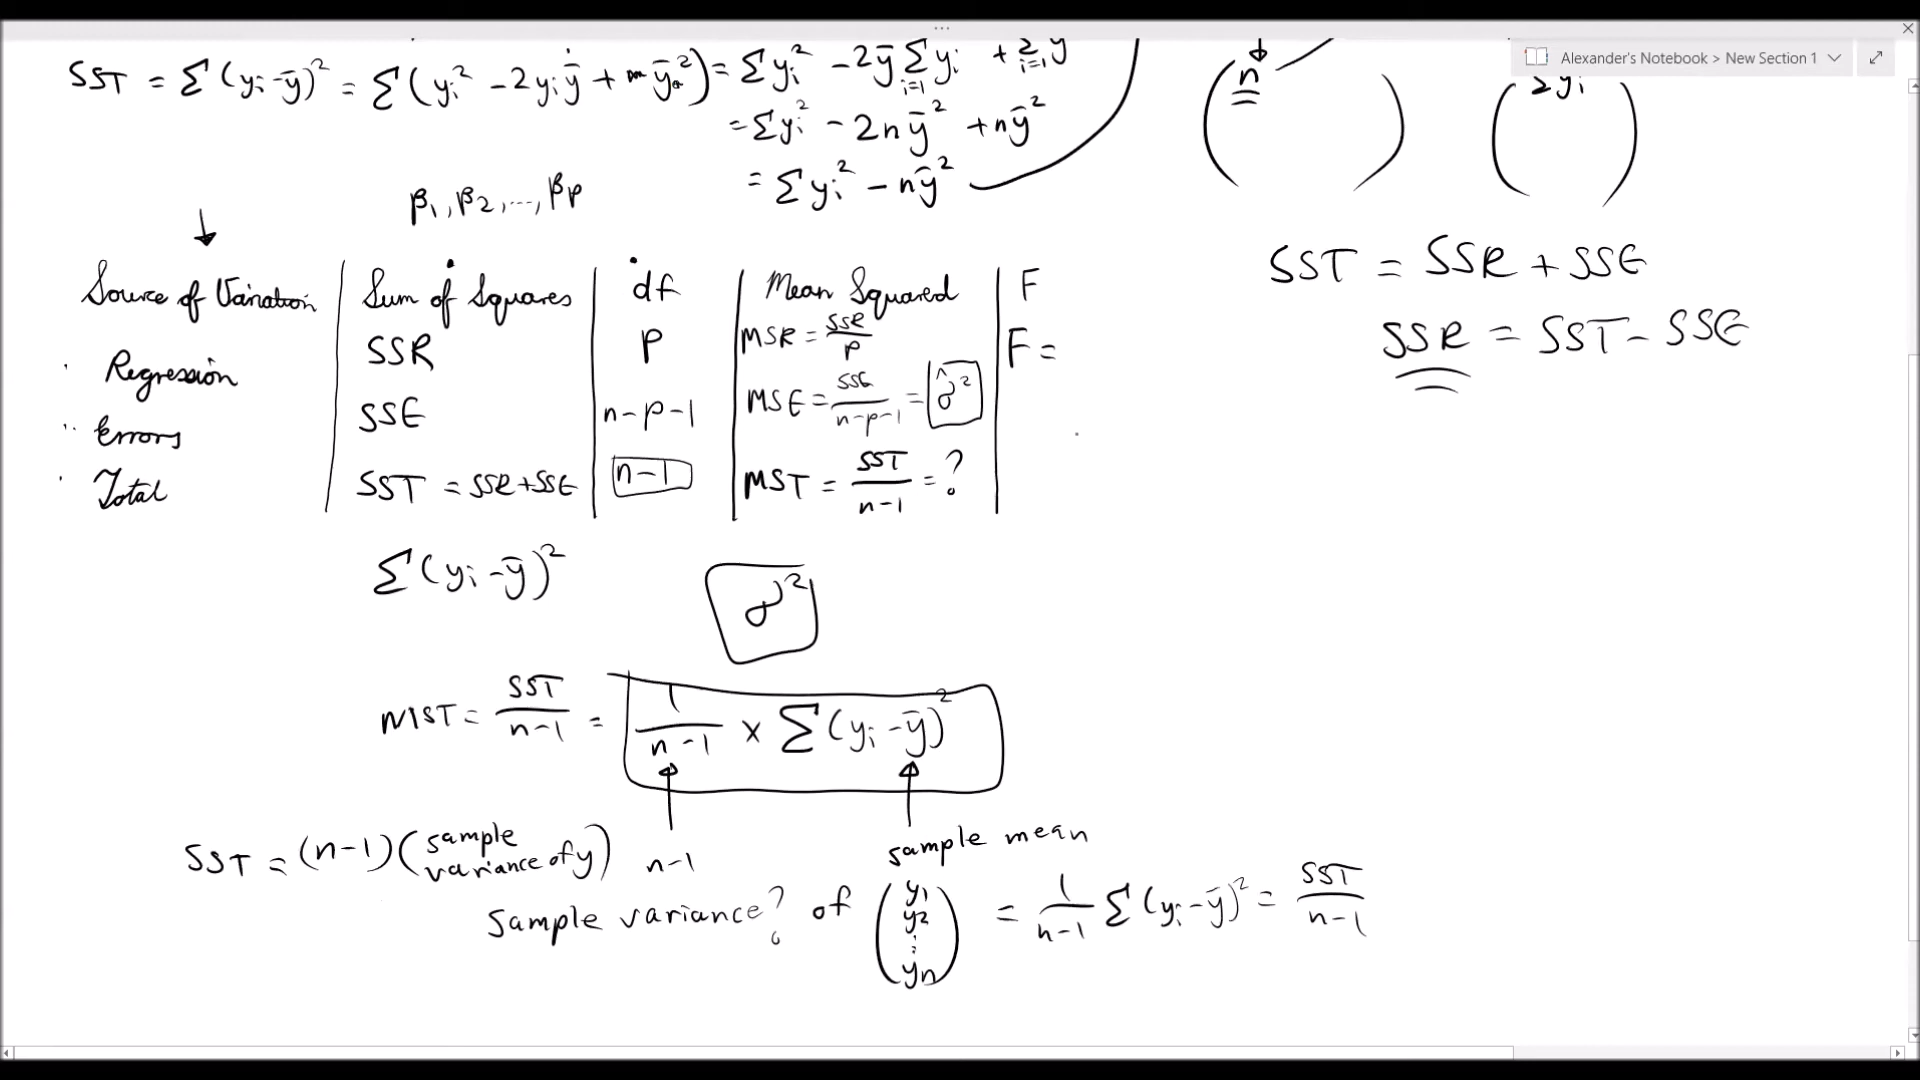 Alexander's Notebook > New Section 1
SST = Σ(yi - ȳ)² = Σ(yi² - 2yiȳ + ȳ²) = Σyi² - 2ȳ Σ yi + Σ ȳ
i=1 i=1
= Σyi² - 2nȳ² + nȳ²
= Σyi² - nȳ²
n
Σyi
β1, β2, ..., βp
SST = SSR + SSE
SSR = SST - SSE
Source of Variation | Sum of Squares | df | Mean Squared | F
Regression | SSR | P | MSR = SSR/P | F =
Errors | SSE | n-p-1 | MSE = SSE/n-p-1 = σ̂²
Total | SST = SSR+SSE | n-1 | MST = SST/n-1 = ?
Σ(yi - ȳ)²
σ²
MST = SST/n-1 = 1/n-1 × Σ(yi - ȳ)²
SST = (n-1)(sample variance of y)
n-1
sample mean
Sample variance? of (y1 y2 ⋮ yn) = 1/n-1 Σ(yi - ȳ)² = SST/n-1